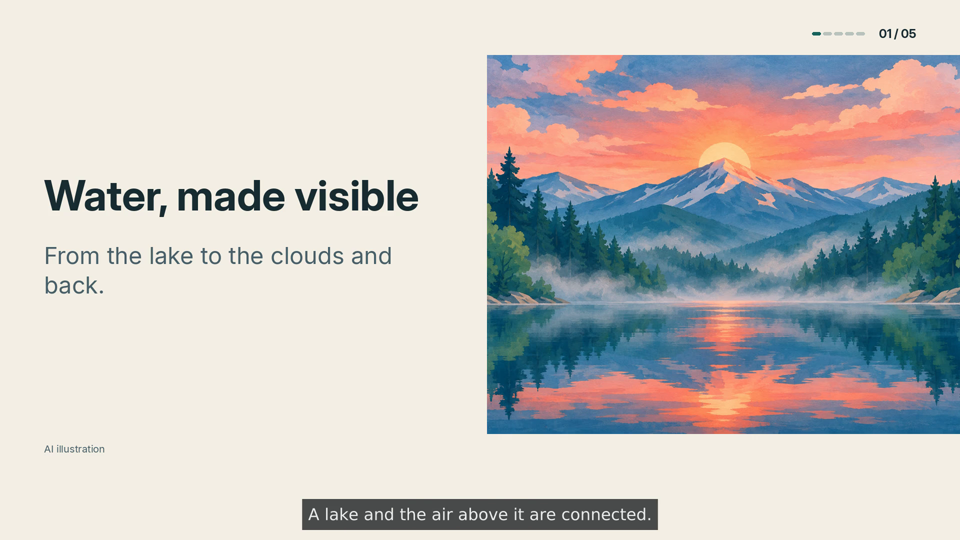 01 / 05
Water, made visible
From the lake to the clouds and
back.
AI illustration
A lake and the air above it are connected.